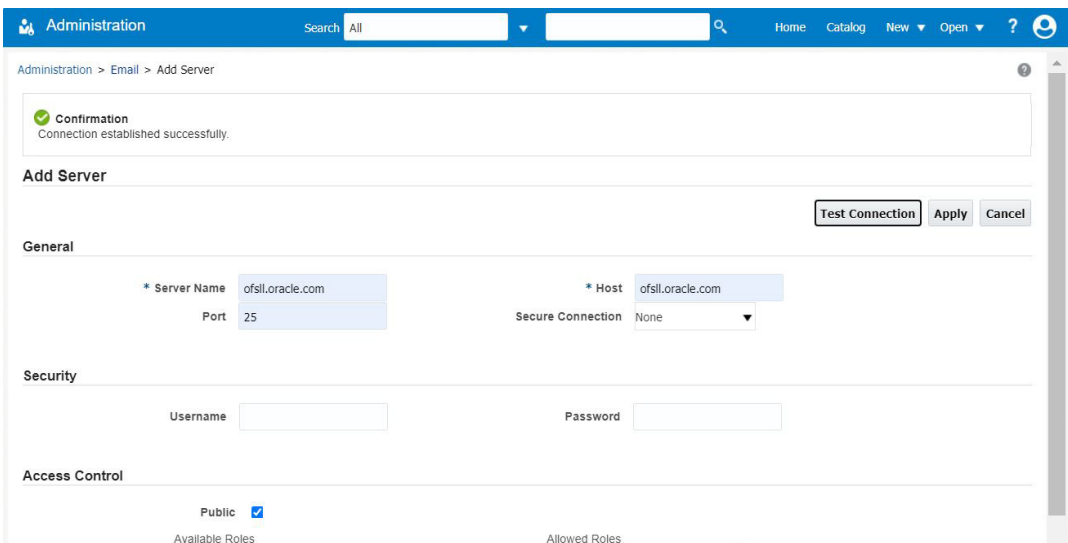 Administration Search All Home Catalog New Open ?
Administration > Email > Add Server ?
Confirmation
Connection established successfully.
Add Server
Test Connection Apply Cancel
General
* Server Name ofsll.oracle.com * Host ofsll.oracle.com
Port 25 Secure Connection None
Security
Username Password
Access Control
Public
Available Roles Allowed Roles